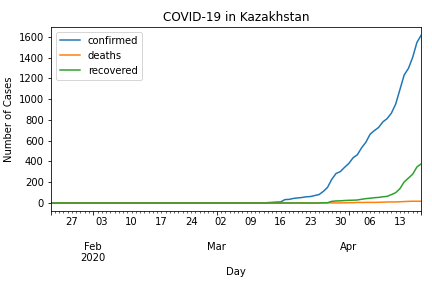 COVID-19 in Kazakhstan
confirmed
deaths
recovered
1600
1400
1200
1000
800
600
400
200
0
Number of Cases
27 03 10 17 24 02 09 16 23 30 06 13
Feb Mar Apr
2020
Day